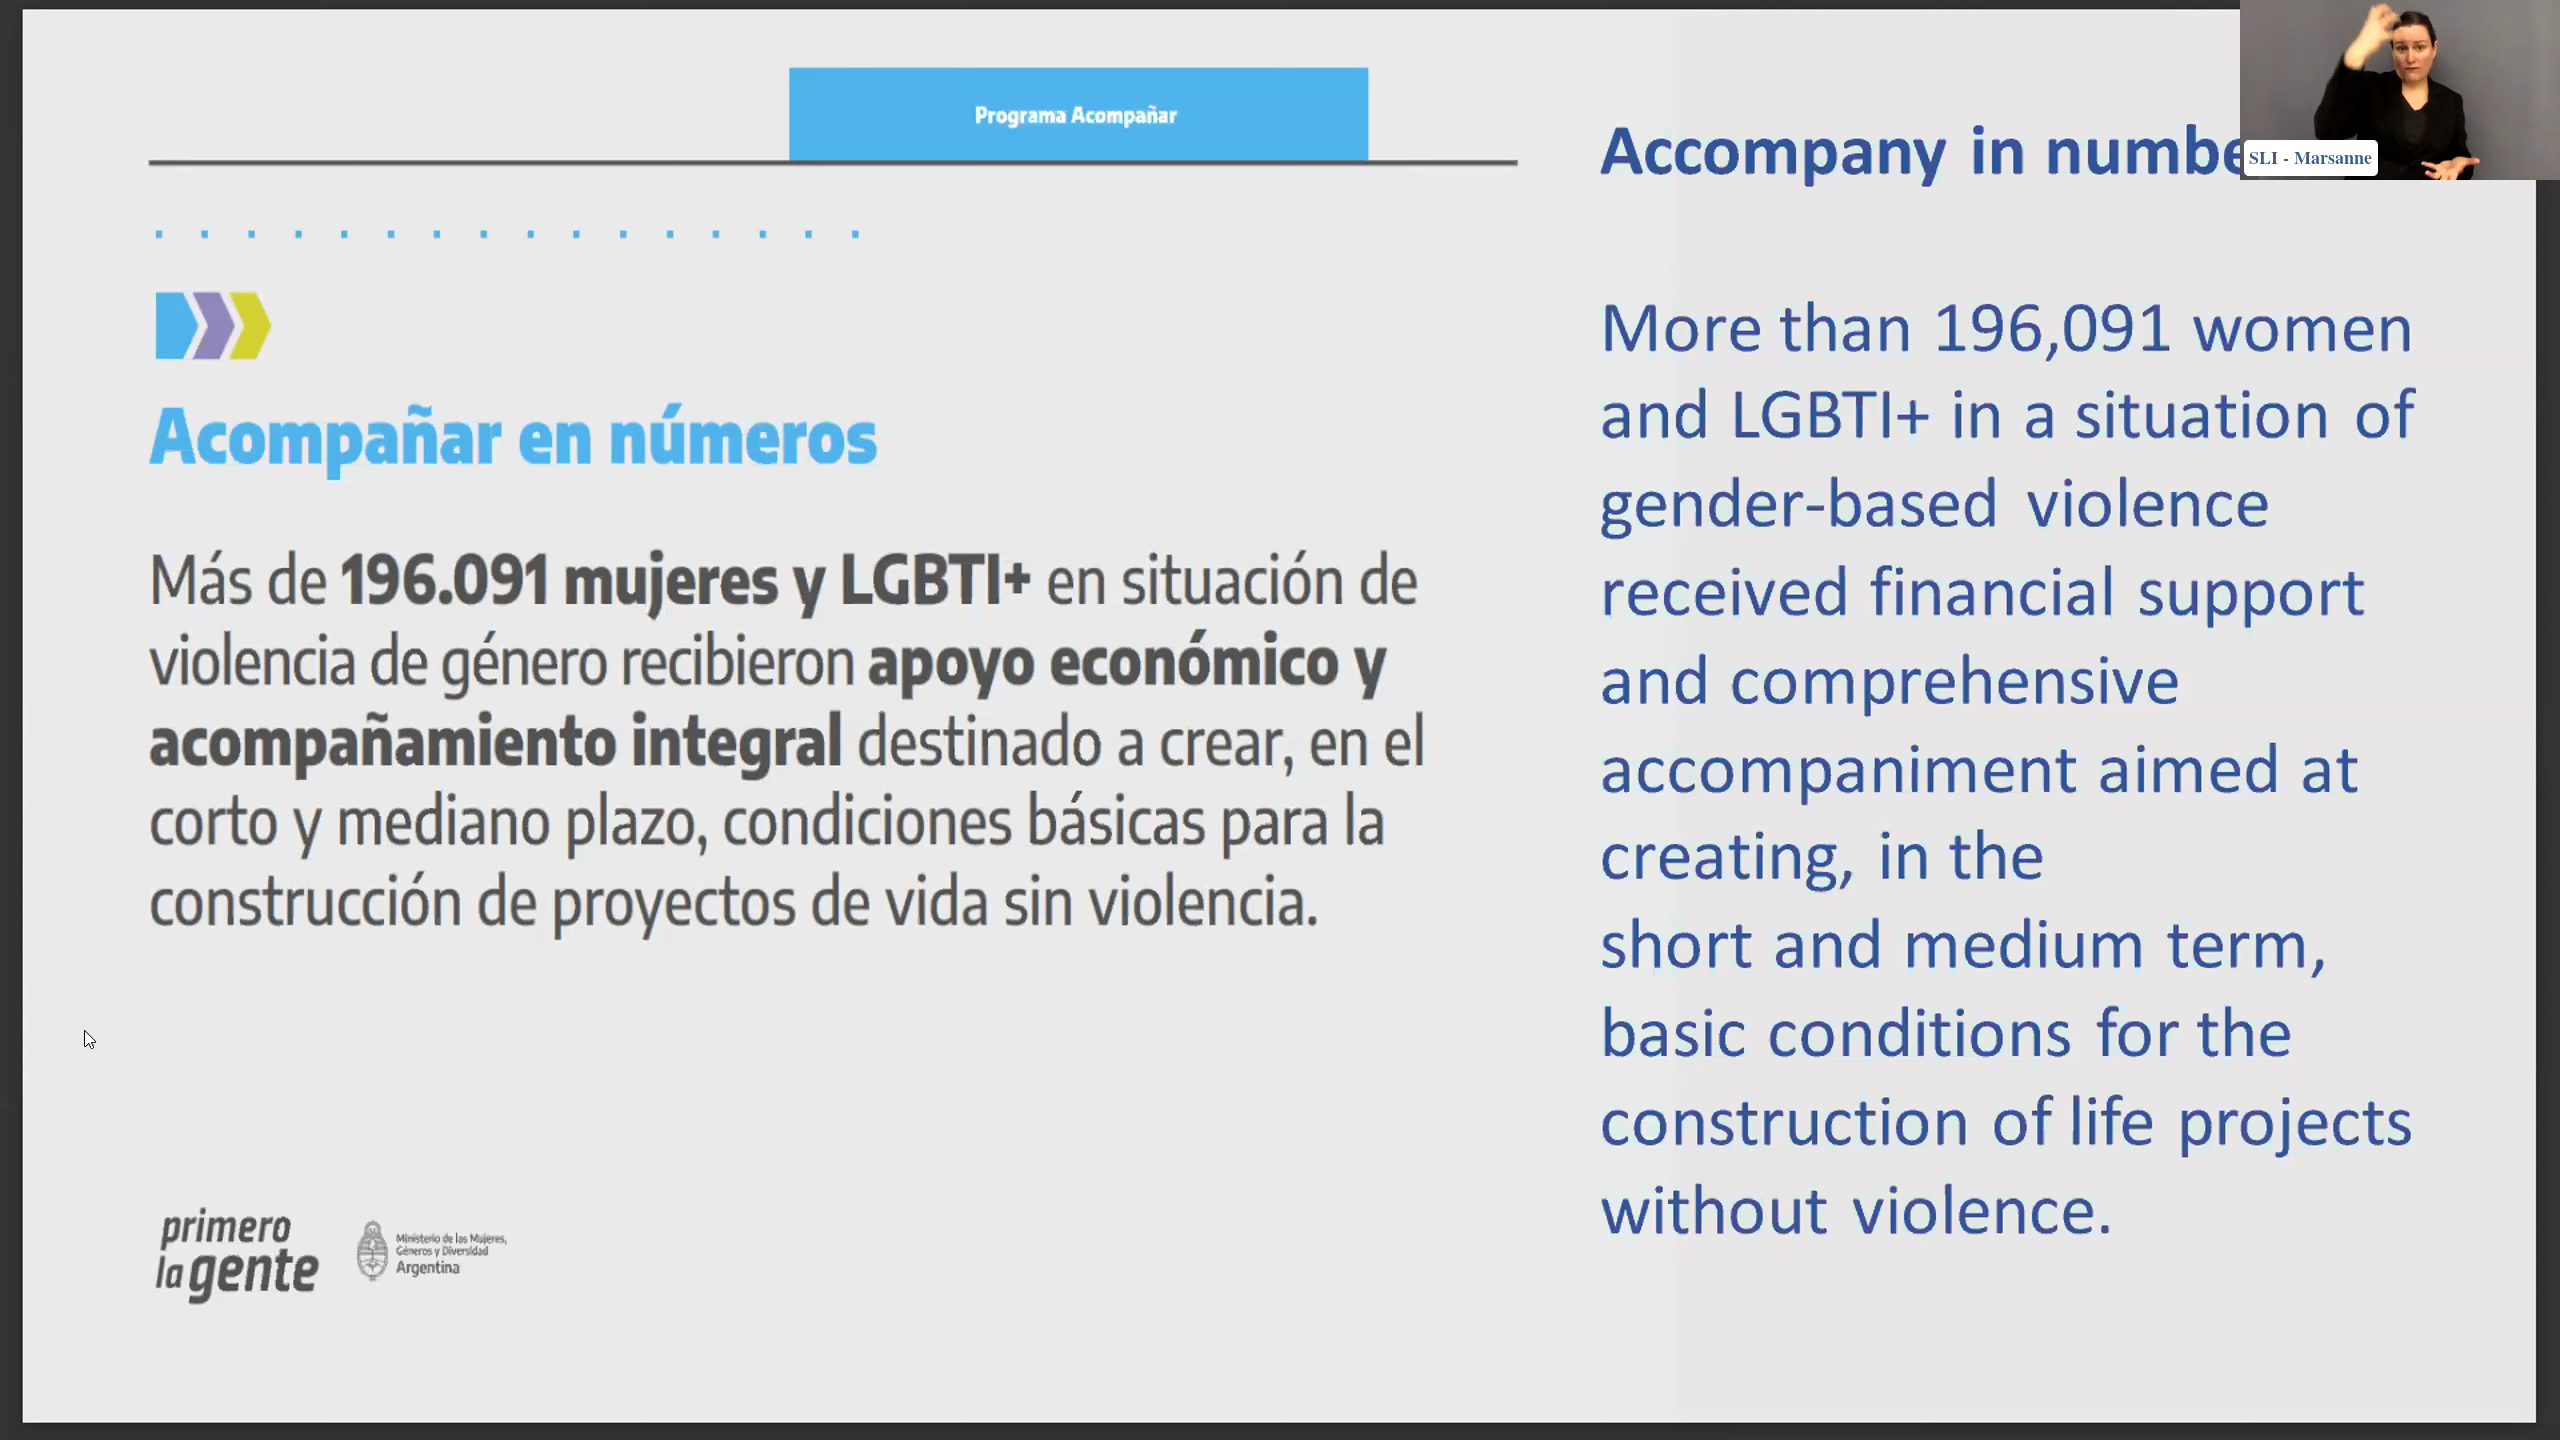 Programa Acompañar
Acompañar en números
Más de 196.091 mujeres y LGBTI+ en situación de
violencia de género recibieron apoyo económico y
acompañamiento integral destinado a crear, en el
corto y mediano plazo, condiciones básicas para la
construcción de proyectos de vida sin violencia.
primero
la gente
Ministerio de las Mujeres,
Géneros y Diversidad
Argentina
Accompany in numbe
More than 196,091 women
and LGBTI+ in a situation of
gender-based violence
received financial support
and comprehensive
accompaniment aimed at
creating, in the
short and medium term,
basic conditions for the
construction of life projects
without violence.
SLI - Marsanne